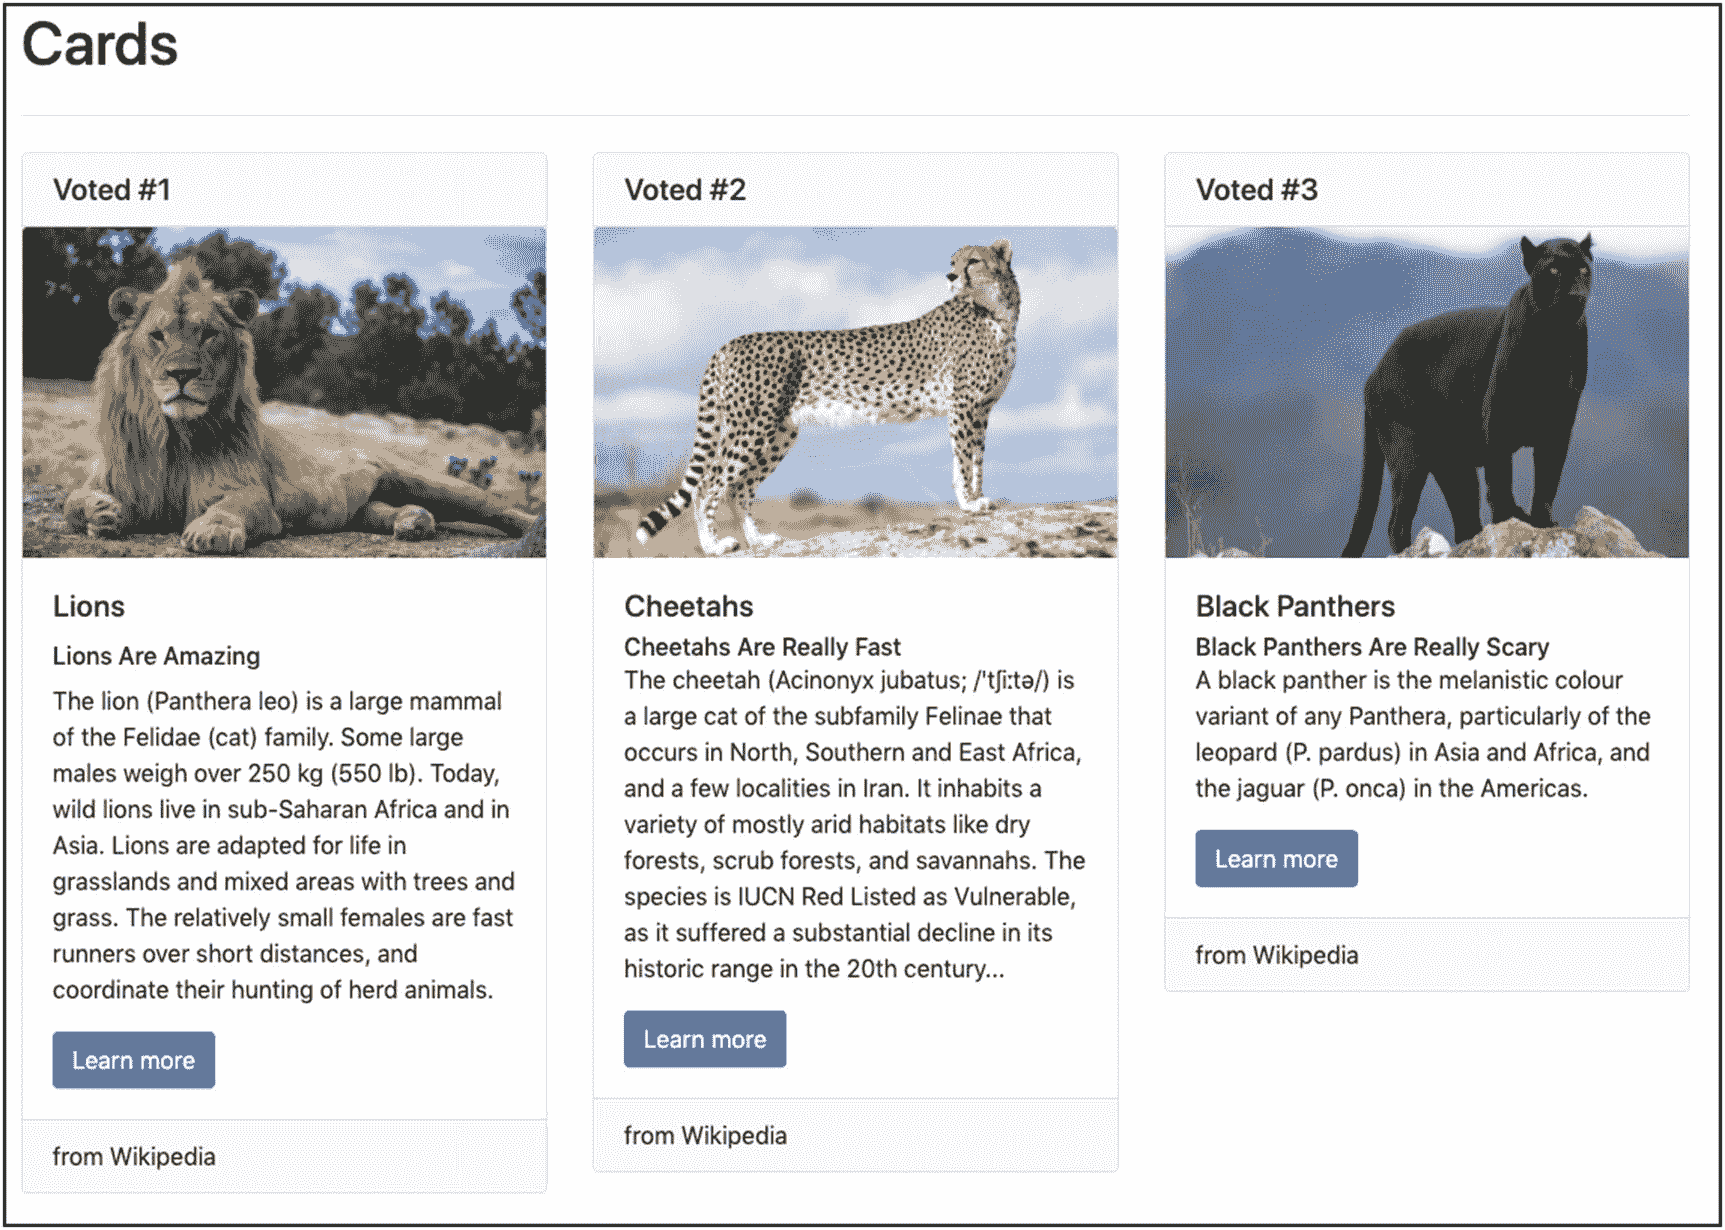 Cards
Voted #1
Lions
Lions Are Amazing
The lion (Panthera leo) is a large mammal
of the Felidae (cat) family. Some large
males weigh over 250 kg (550 lb). Today,
wild lions live in sub-Saharan Africa and in
Asia. Lions are adapted for life in
grasslands and mixed areas with trees and
grass. The relatively small females are fast
runners over short distances, and
coordinate their hunting of herd animals.
Learn more
from Wikipedia
Voted #2
Cheetahs
Cheetahs Are Really Fast
The cheetah (Acinonyx jubatus; /'tʃiːtə/) is
a large cat of the subfamily Felinae that
occurs in North, Southern and East Africa,
and a few localities in Iran. It inhabits a
variety of mostly arid habitats like dry
forests, scrub forests, and savannahs. The
species is IUCN Red Listed as Vulnerable,
as it suffered a substantial decline in its
historic range in the 20th century...
Learn more
from Wikipedia
Voted #3
Black Panthers
Black Panthers Are Really Scary
A black panther is the melanistic colour
variant of any Panthera, particularly of the
leopard (P. pardus) in Asia and Africa, and
the jaguar (P. onca) in the Americas.
Learn more
from Wikipedia